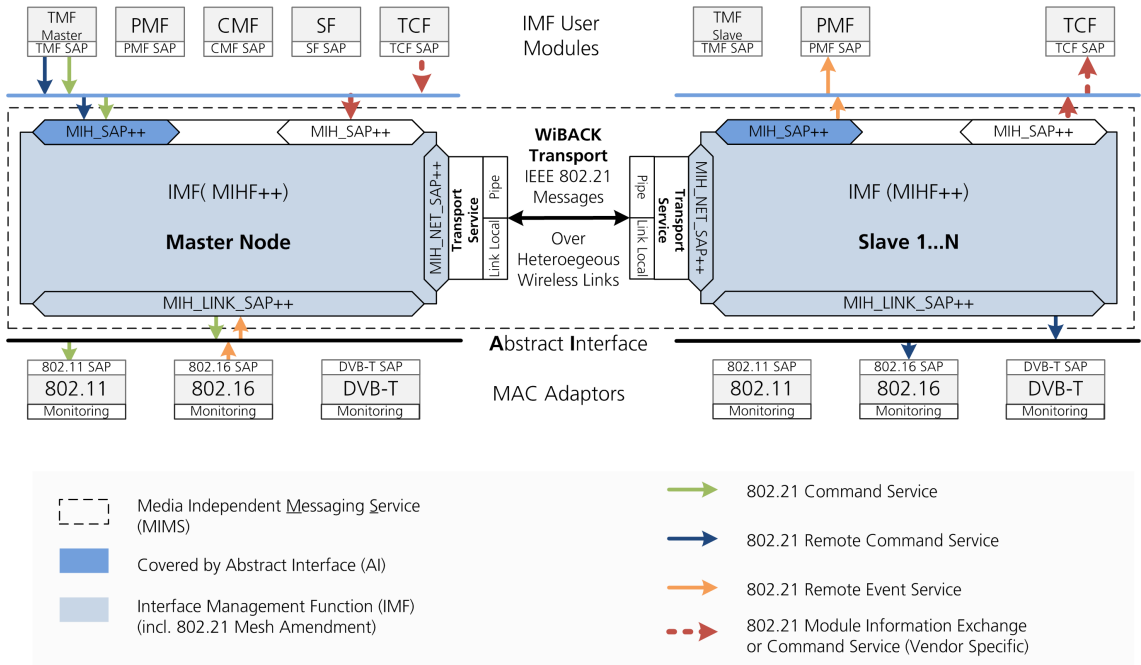 TMF
Master
TMF SAP
PMF
PMF SAP
CMF
CMF SAP
SF
SF SAP
TCF
TCF SAP
IMF User
Modules
TMF
Slave
TMF SAP
PMF
PMF SAP
TCF
TCF SAP
MIH_SAP++
MIH_SAP++
IMF( MIHF++)
Master Node
MIH_LINK_SAP++
MIH_NET_SAP++
Transport
Service
Pipe
Link Local
WiBACK
Transport
IEEE 802.21
Messages
Over
Heteroegeous
Wireless Links
Pipe
Link Local
Transport
Service
MIH_NET_SAP++
MIH_SAP++
MIH_SAP++
IMF (MIHF++)
Slave 1...N
MIH_LINK_SAP++
Abstract Interface
MAC Adaptors
802.11 SAP
802.11
Monitoring
802.16 SAP
802.16
Monitoring
DVB-T SAP
DVB-T
Monitoring
802.11 SAP
802.11
Monitoring
802.16 SAP
802.16
Monitoring
DVB-T SAP
DVB-T
Monitoring
Media Independent Messaging Service
(MIMS)
Covered by Abstract Interface (AI)
Interface Management Function (IMF)
(incl. 802.21 Mesh Amendment)
802.21 Command Service
802.21 Remote Command Service
802.21 Remote Event Service
802.21 Module Information Exchange
or Command Service (Vendor Specific)